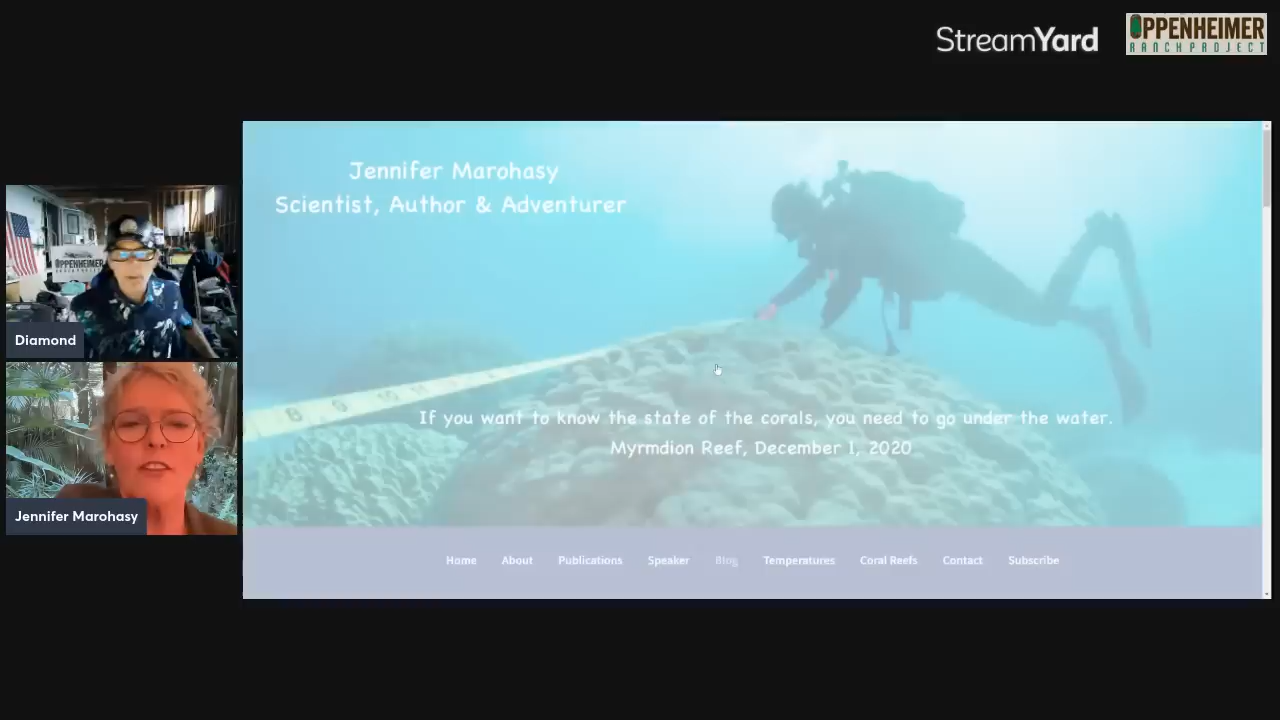 StreamYard
OPPENHEIMER
RANCH PROJECT
Jennifer Marohasy
Scientist, Author & Adventurer
If you want to know the state of the corals, you need to go under the water.
Myrmdion Reef, December 1, 2020
Home About Publications Speaker Blog Temperatures Coral Reefs Contact Subscribe
OPPENHEIMER
Diamond
Jennifer Marohasy